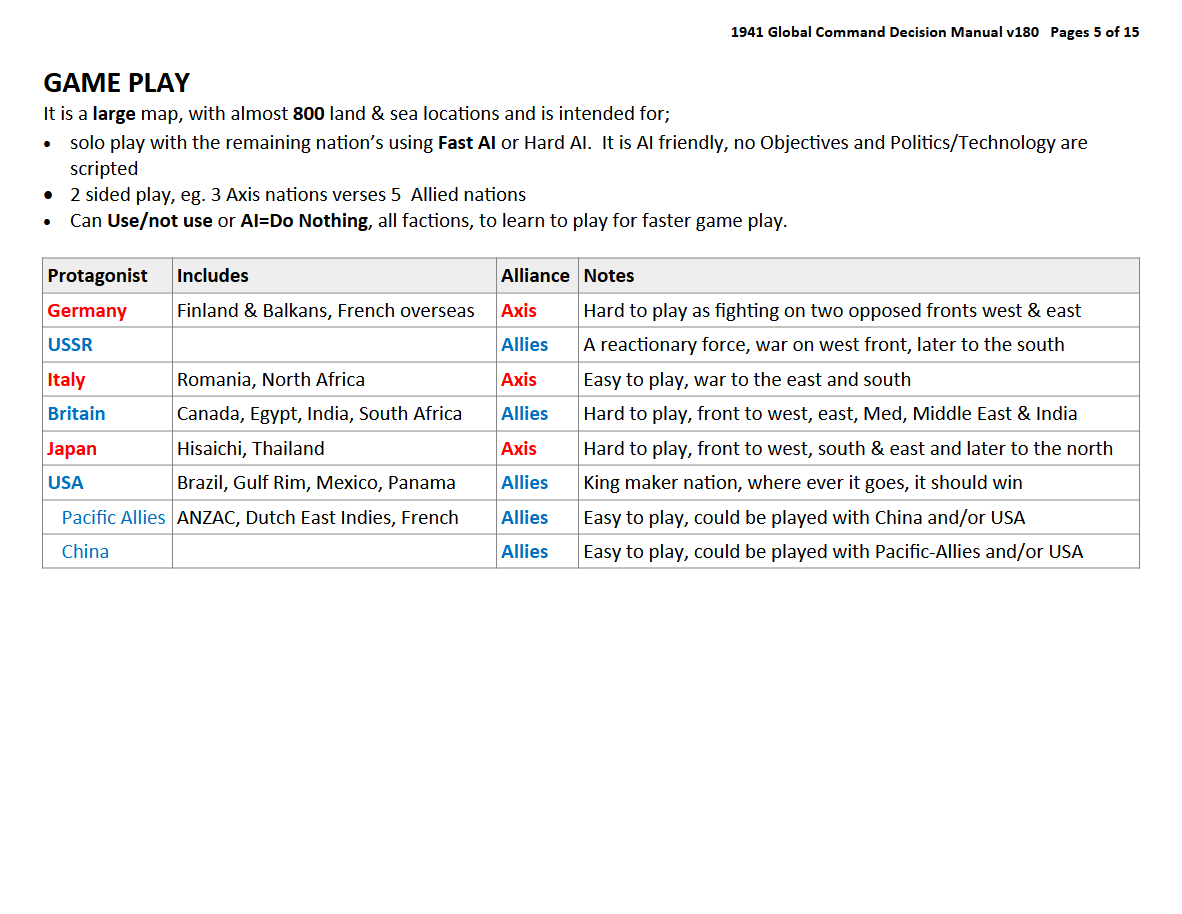 1941 Global Command Decision Manual v180   Pages 5 of 15
GAME PLAY
It is a large map, with almost 800 land & sea locations and is intended for;
• solo play with the remaining nation's using Fast AI or Hard AI.  It is AI friendly, no Objectives and Politics/Technology are
scripted
• 2 sided play, eg. 3 Axis nations verses 5  Allied nations
• Can Use/not use or AI=Do Nothing, all factions, to learn to play for faster game play.
Protagonist Includes Alliance Notes
Germany Finland & Balkans, French overseas Axis Hard to play as fighting on two opposed fronts west & east
USSR Allies A reactionary force, war on west front, later to the south
Italy Romania, North Africa Axis Easy to play, war to the east and south
Britain Canada, Egypt, India, South Africa Allies Hard to play, front to west, east, Med, Middle East & India
Japan Hisaichi, Thailand Axis Hard to play, front to west, south & east and later to the north
USA Brazil, Gulf Rim, Mexico, Panama Allies King maker nation, where ever it goes, it should win
Pacific Allies ANZAC, Dutch East Indies, French Allies Easy to play, could be played with China and/or USA
China Allies Easy to play, could be played with Pacific-Allies and/or USA